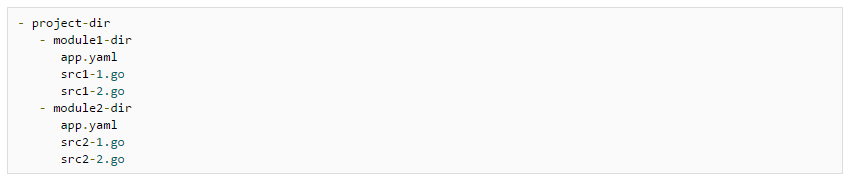 - project-dir
- module1-dir
app.yaml
src1-1.go
src1-2.go
- module2-dir
app.yaml
src2-1.go
src2-2.go